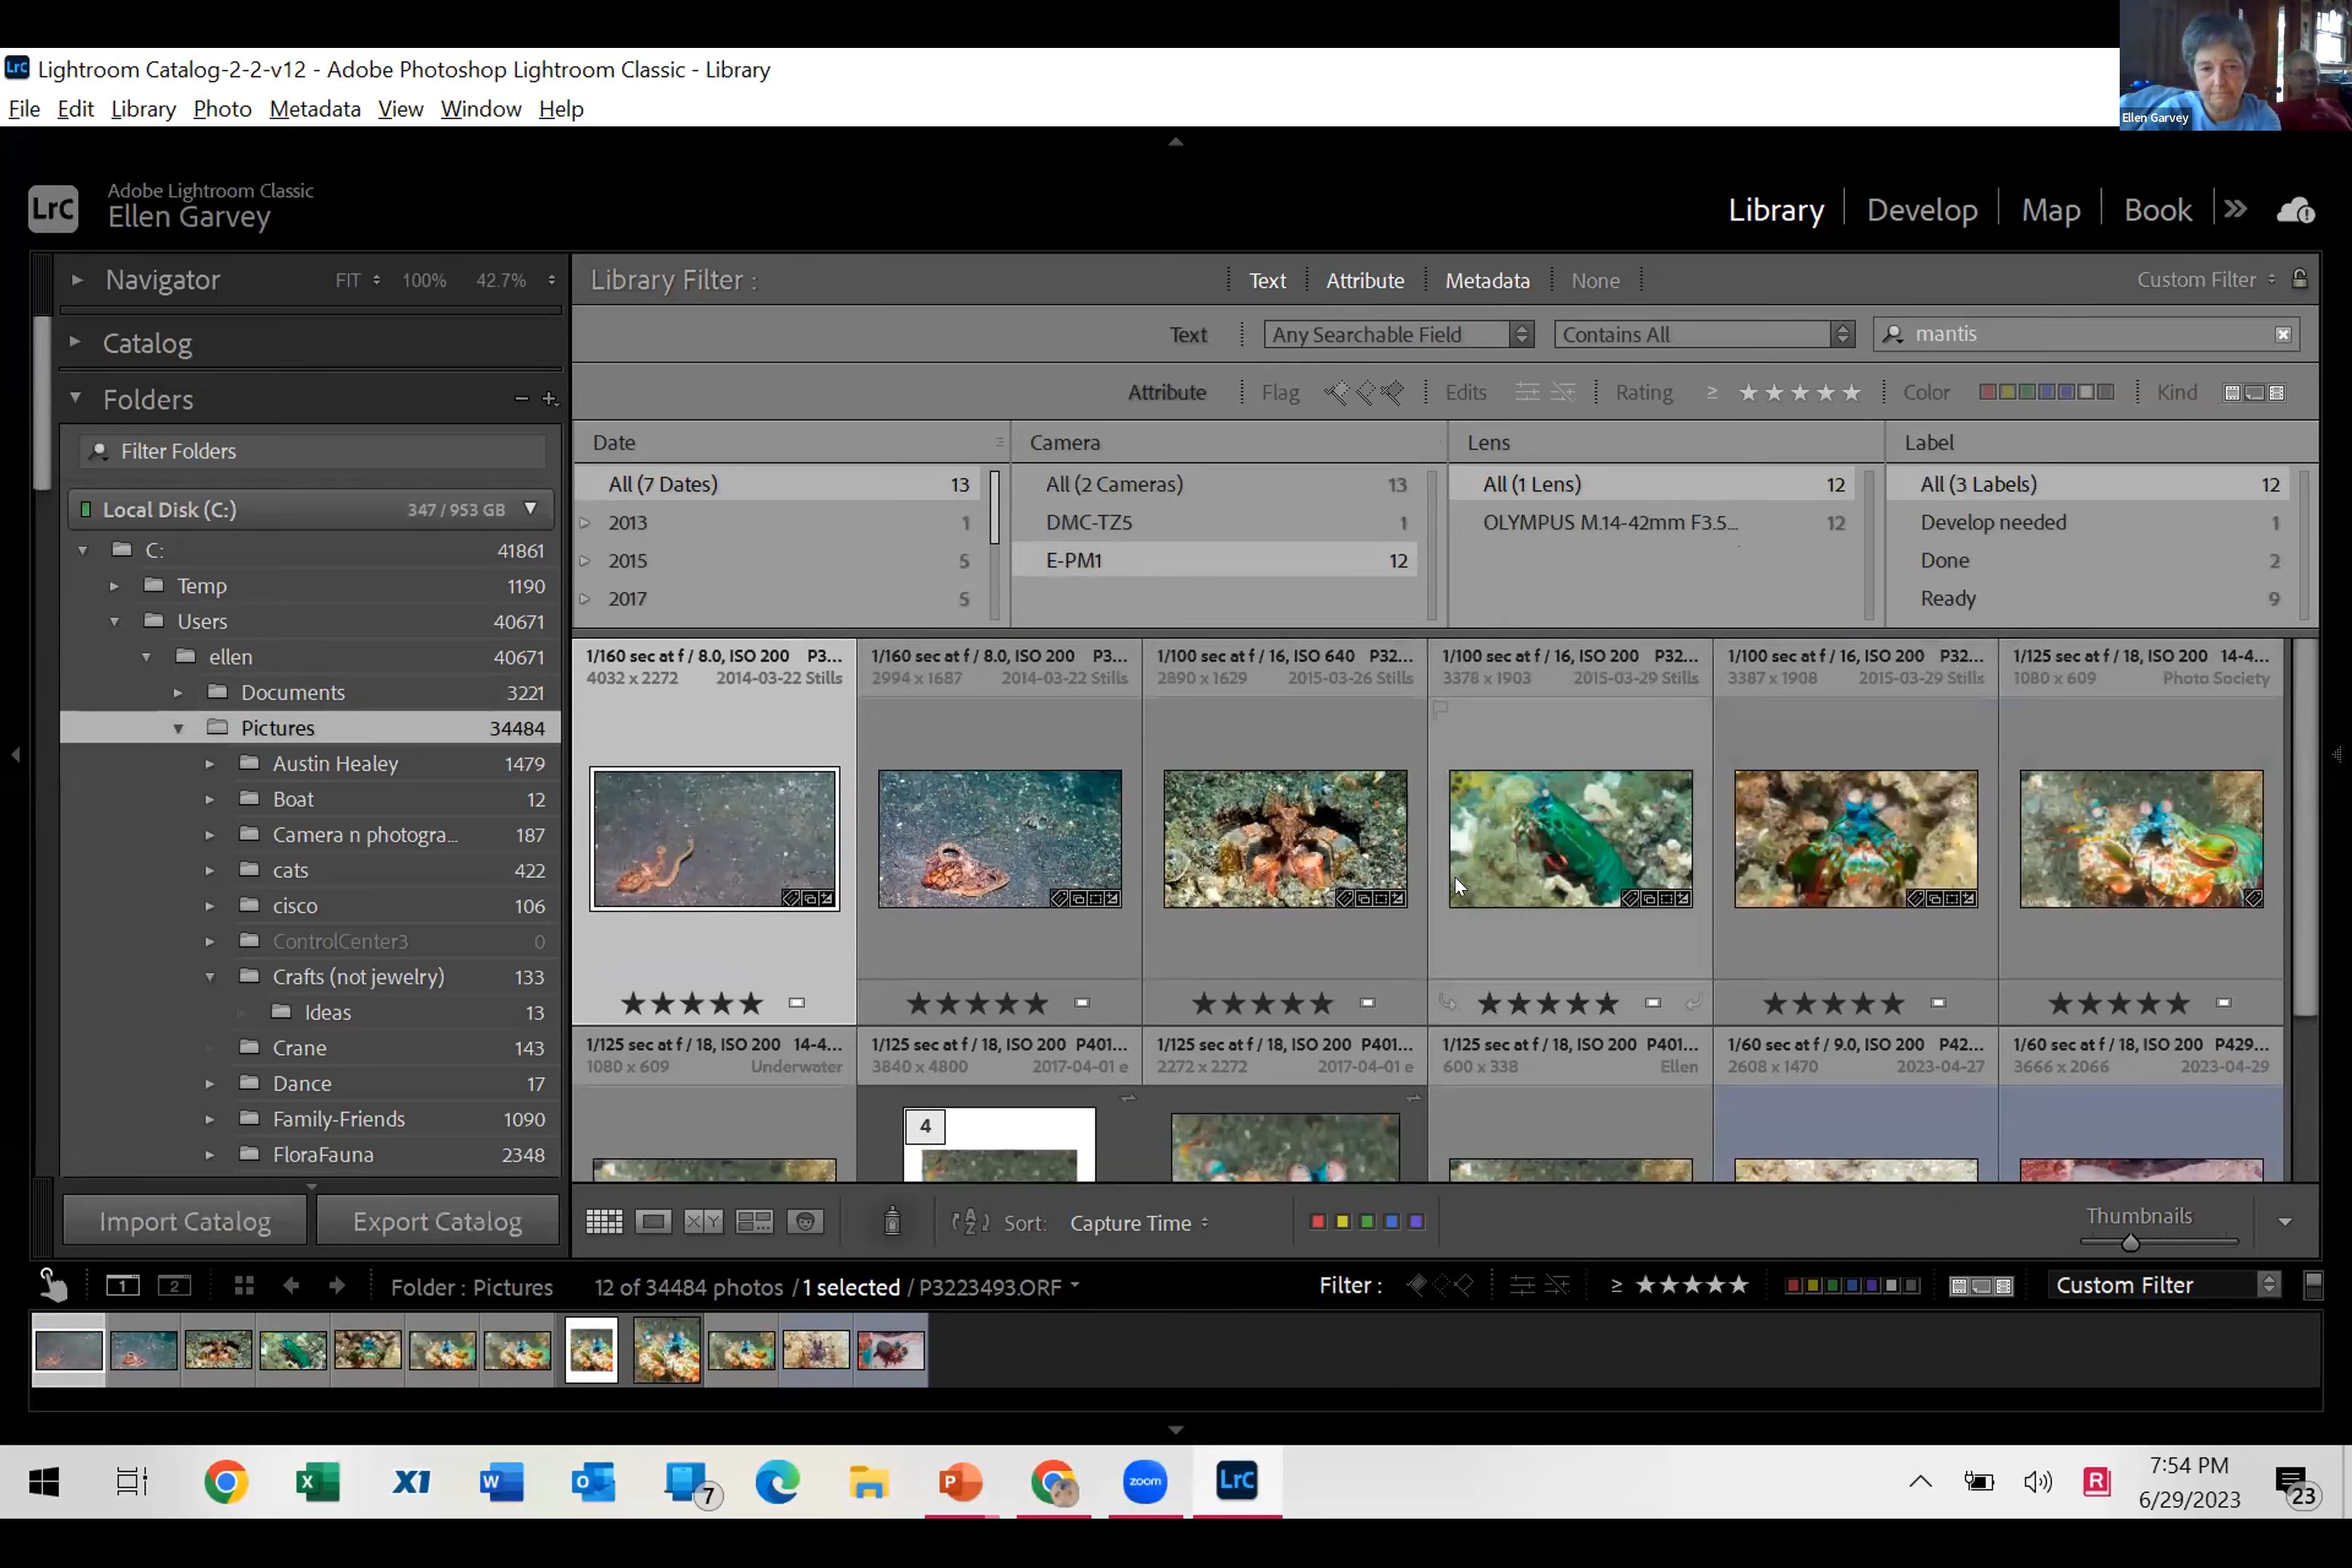 Lightroom Catalog-2-2-v12 - Adobe Photoshop Lightroom Classic - Library
File Edit Library Photo Metadata View Window Help
Ellen Garvey
Adobe Lightroom Classic
LrC Ellen Garvey
Library Develop Map Book
Navigator FIT 100% 42.7%
Library Filter : Text Attribute Metadata None Custom Filter
Catalog
Text Any Searchable Field Contains All mantis
Folders
Attribute Flag Edits Rating ≥ ★★★★★ Color Kind
Filter Folders
Date Camera Lens Label
Local Disk (C:) 347 / 953 GB
All (7 Dates) 13 All (2 Cameras) 13 All (1 Lens) 12 All (3 Labels) 12
2013 1 DMC-TZ5 1 OLYMPUS M.14-42mm F3.5... 12 Develop needed 1
2015 5 E-PM1 12 Done 2
2017 5 Ready 9
C: 41861
Temp 1190
Users 40671
ellen 40671
Documents 3221
Pictures 34484
Austin Healey 1479
Boat 12
Camera n photogra... 187
cats 422
cisco 106
ControlCenter3 0
Crafts (not jewelry) 133
Ideas 13
Crane 143
Dance 17
Family-Friends 1090
FloraFauna 2348
1/160 sec at f / 8.0, ISO 200 P3... 1/160 sec at f / 8.0, ISO 200 P3... 1/100 sec at f / 16, ISO 640 P32... 1/100 sec at f / 16, ISO 200 P32... 1/100 sec at f / 16, ISO 200 P32... 1/125 sec at f / 18, ISO 200 14-4...
4032 x 2272 2014-03-22 Stills 2994 x 1687 2014-03-22 Stills 2890 x 1629 2015-03-26 Stills 3378 x 1903 2015-03-29 Stills 3387 x 1908 2015-03-29 Stills 1080 x 609 Photo Society
★★★★★ ★★★★★ ★★★★★ ★★★★★ ★★★★★ ★★★★★
1/125 sec at f / 18, ISO 200 14-4... 1/125 sec at f / 18, ISO 200 P401... 1/125 sec at f / 18, ISO 200 P401... 1/125 sec at f / 18, ISO 200 P401... 1/60 sec at f / 9.0, ISO 200 P42... 1/60 sec at f / 18, ISO 200 P429...
1080 x 609 Underwater 3840 x 4800 2017-04-01 e 2272 x 2272 2017-04-01 e 600 x 338 Ellen 2608 x 1470 2023-04-27 3666 x 2066 2023-04-29
4
Import Catalog Export Catalog
XY Sort: Capture Time Thumbnails
1 2 Folder : Pictures 12 of 34484 photos / 1 selected / P3223493.ORF Filter : ≥ ★★★★★ Custom Filter
X X1 W O 7 P zoom LrC R
7:54 PM
6/29/2023
23